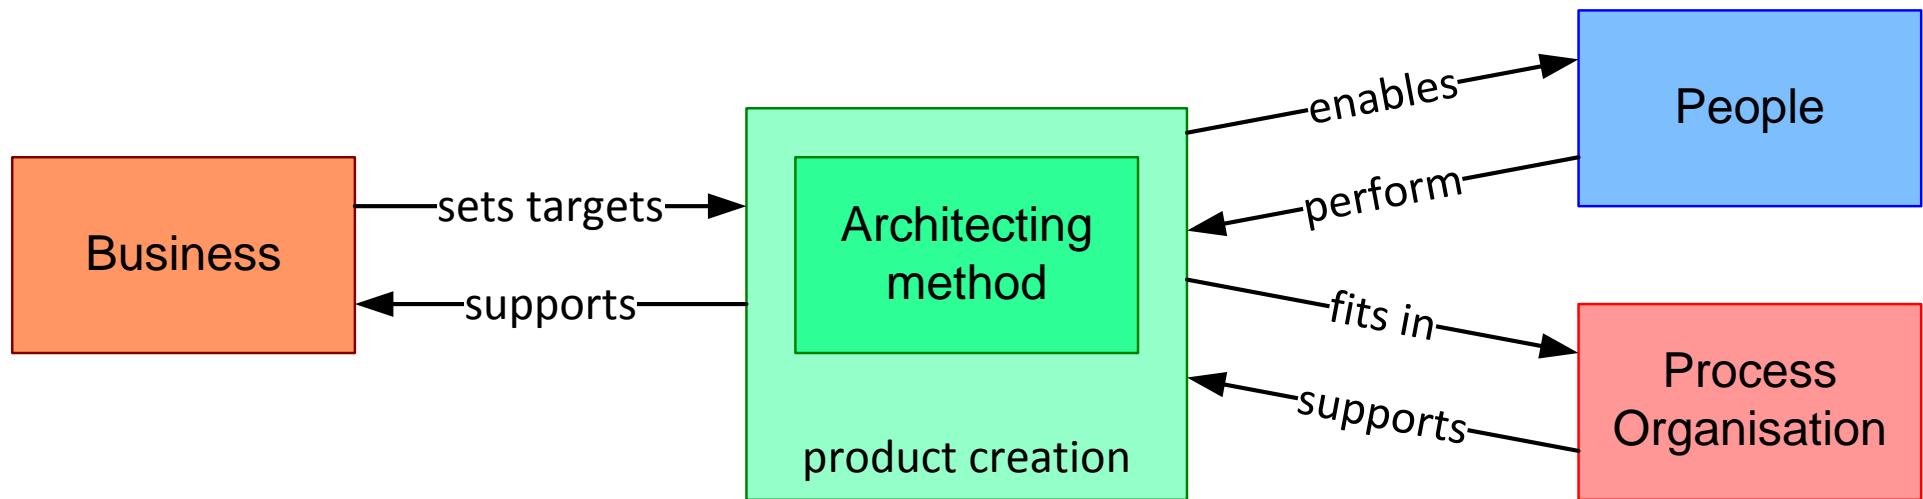 Business
sets targets
supports
Architecting
method
product creation
enables
perform
fits in
supports
People
Process
Organisation